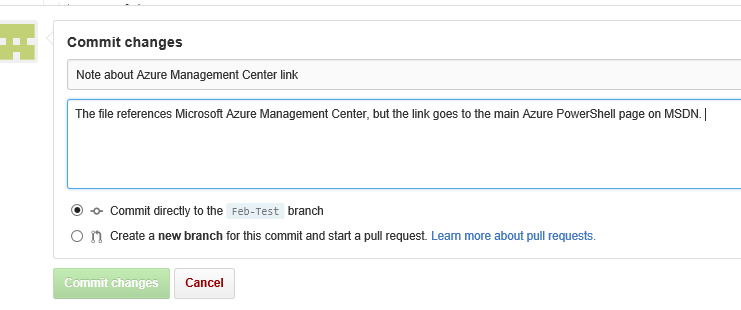 Commit changes
Note about Azure Management Center link
The file references Microsoft Azure Management Center, but the link goes to the main Azure PowerShell page on MSDN.
Commit directly to the Feb-Test branch
Create a new branch for this commit and start a pull request. Learn more about pull requests.
Commit changes Cancel